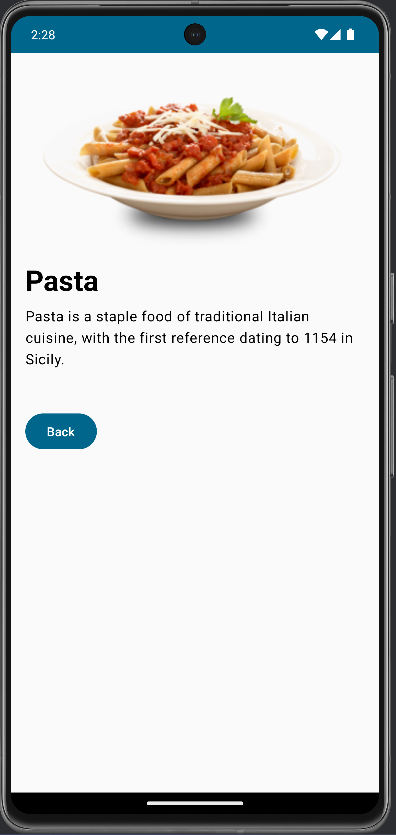 2:28
Pasta
Pasta is a staple food of traditional Italian
cuisine, with the first reference dating to 1154 in
Sicily.
Back